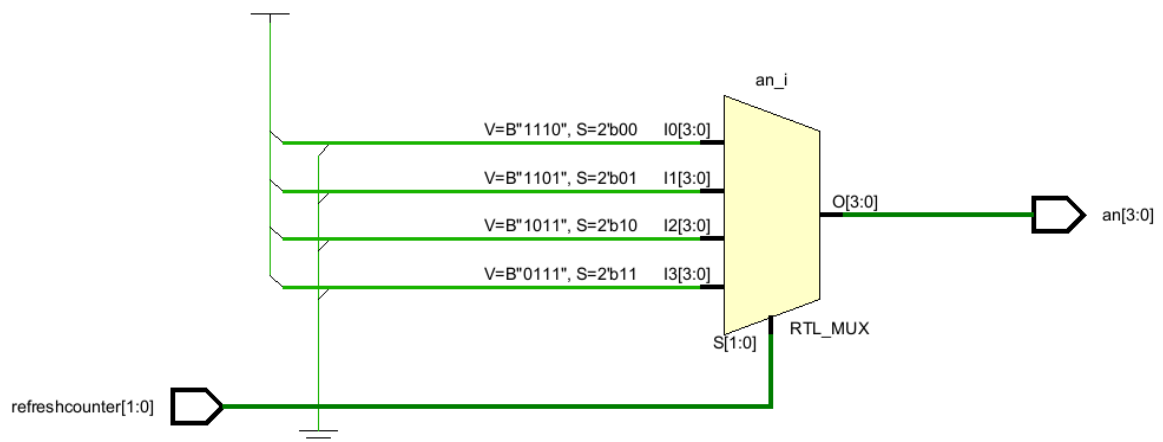 an_i
V=B"1110", S=2'b00 I0[3:0]
V=B"1101", S=2'b01 I1[3:0]
V=B"1011", S=2'b10 I2[3:0]
V=B"0111", S=2'b11 I3[3:0]
O[3:0]
an[3:0]
S[1:0]
RTL_MUX
refreshcounter[1:0]